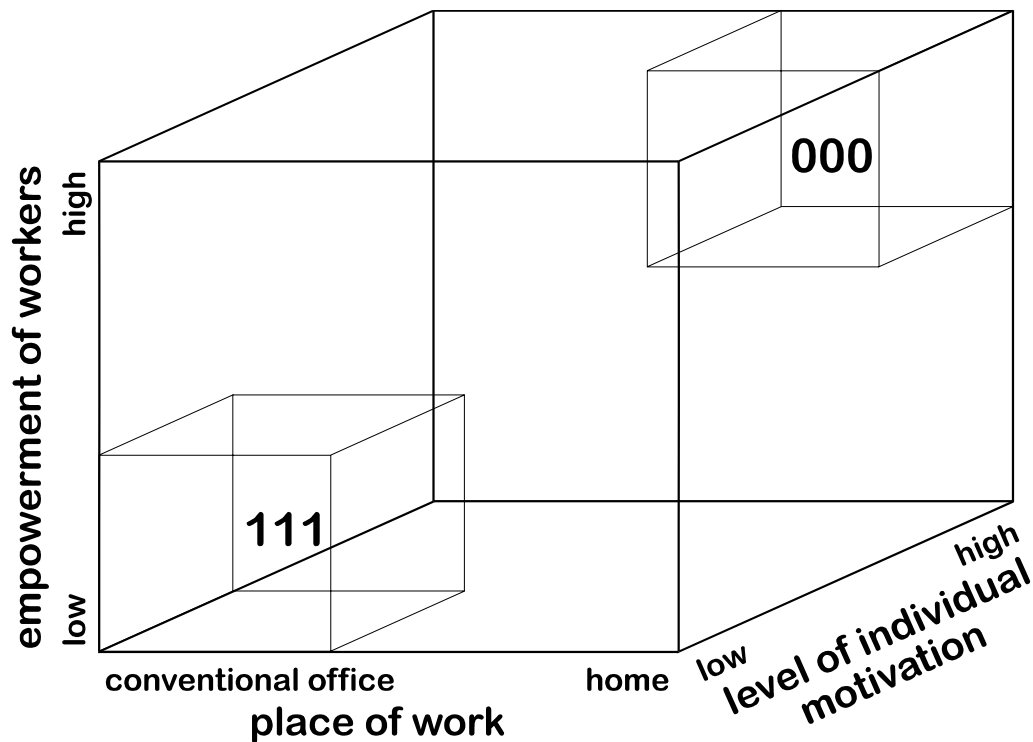 000
high
empowerment of workers
111
low
high
low
level of individual
motivation
conventional office
home
place of work